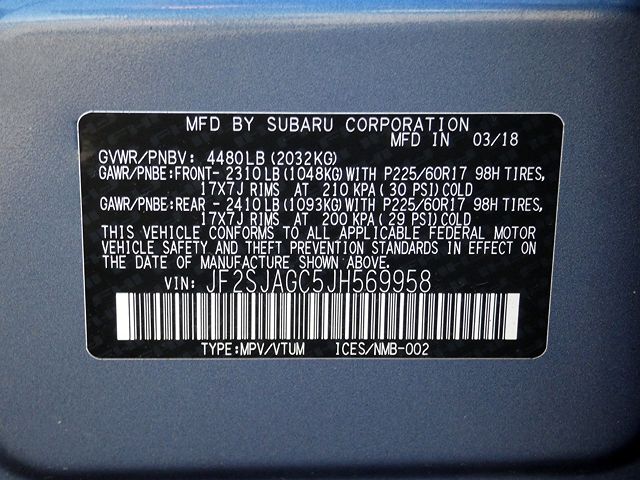 MFD BY SUBARU CORPORATION
MFD IN 03/18
GVWR/PNBV: 4480LB (2032KG)
GAWR/PNBE:FRONT- 2310 LB (1048KG) WITH P225/60R17 98H TIRES,
17X7J RIMS AT 210 KPA ( 30 PSI) COLD
GAWR/PNBE:REAR - 2410 LB (1093KG) WITH P225/60R17 98H TIRES,
17X7J RIMS AT 200 KPA ( 29 PSI) COLD
THIS VEHICLE CONFORMS TO ALL APPLICABLE FEDERAL MOTOR
VEHICLE SAFETY AND THEFT PREVENTION STANDARDS IN EFFECT ON
THE DATE OF MANUFACTURE SHOWN ABOVE.
VIN: JF2SJAGC5JH569958
TYPE:MPV/VTUM ICES/NMB-002